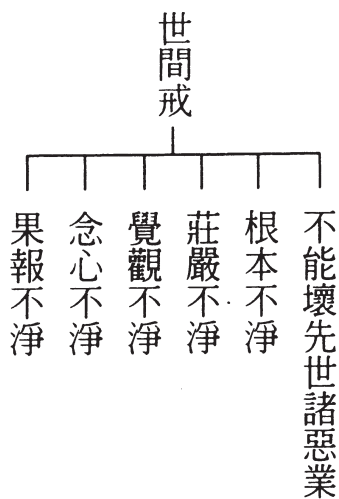 世間戒
不能壞先世諸惡業
根本不淨
莊嚴不淨
覺觀不淨
念心不淨
果報不淨